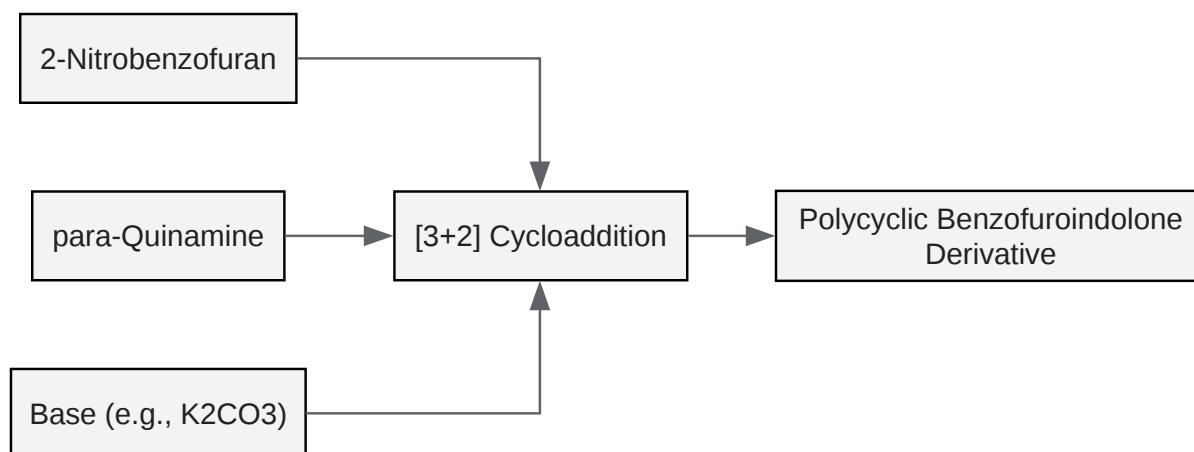 2-Nitrobenzofuran
para-Quinamine
[3+2] Cycloaddition
Polycyclic Benzofuroindolone
Derivative
Base (e.g., K2CO3)